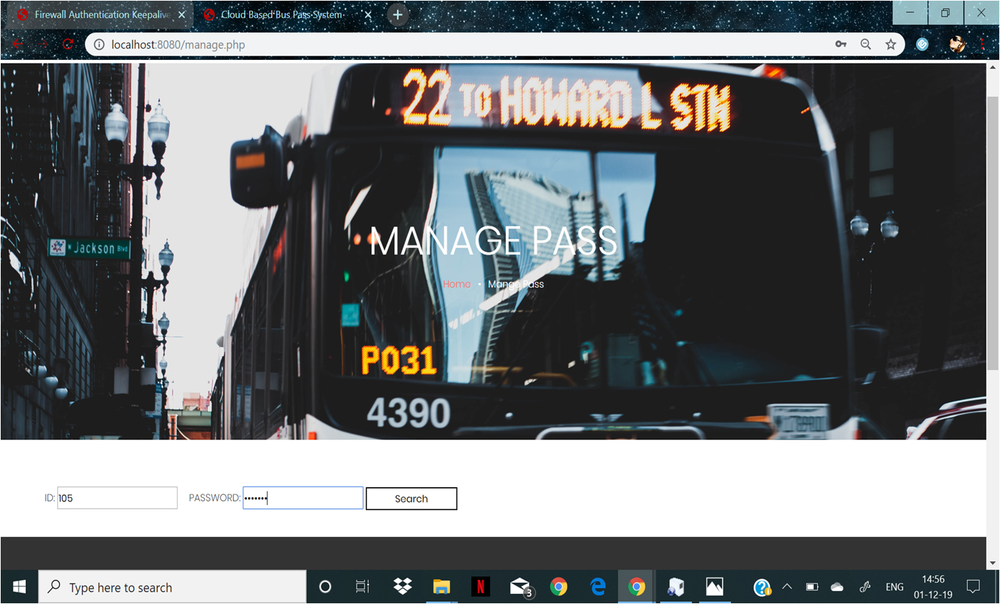 Firewall Authentication Keepalive
Cloud Based Bus Pass System
localhost:8080/manage.php
22 TO HOWARD L STN
W Jackson Blvd
MANAGE PASS
Home • Mange Pass
P031
4390
ID: 105 PASSWORD: ••••••• Search
Type here to search
N
3
ENG
14:56
01-12-19